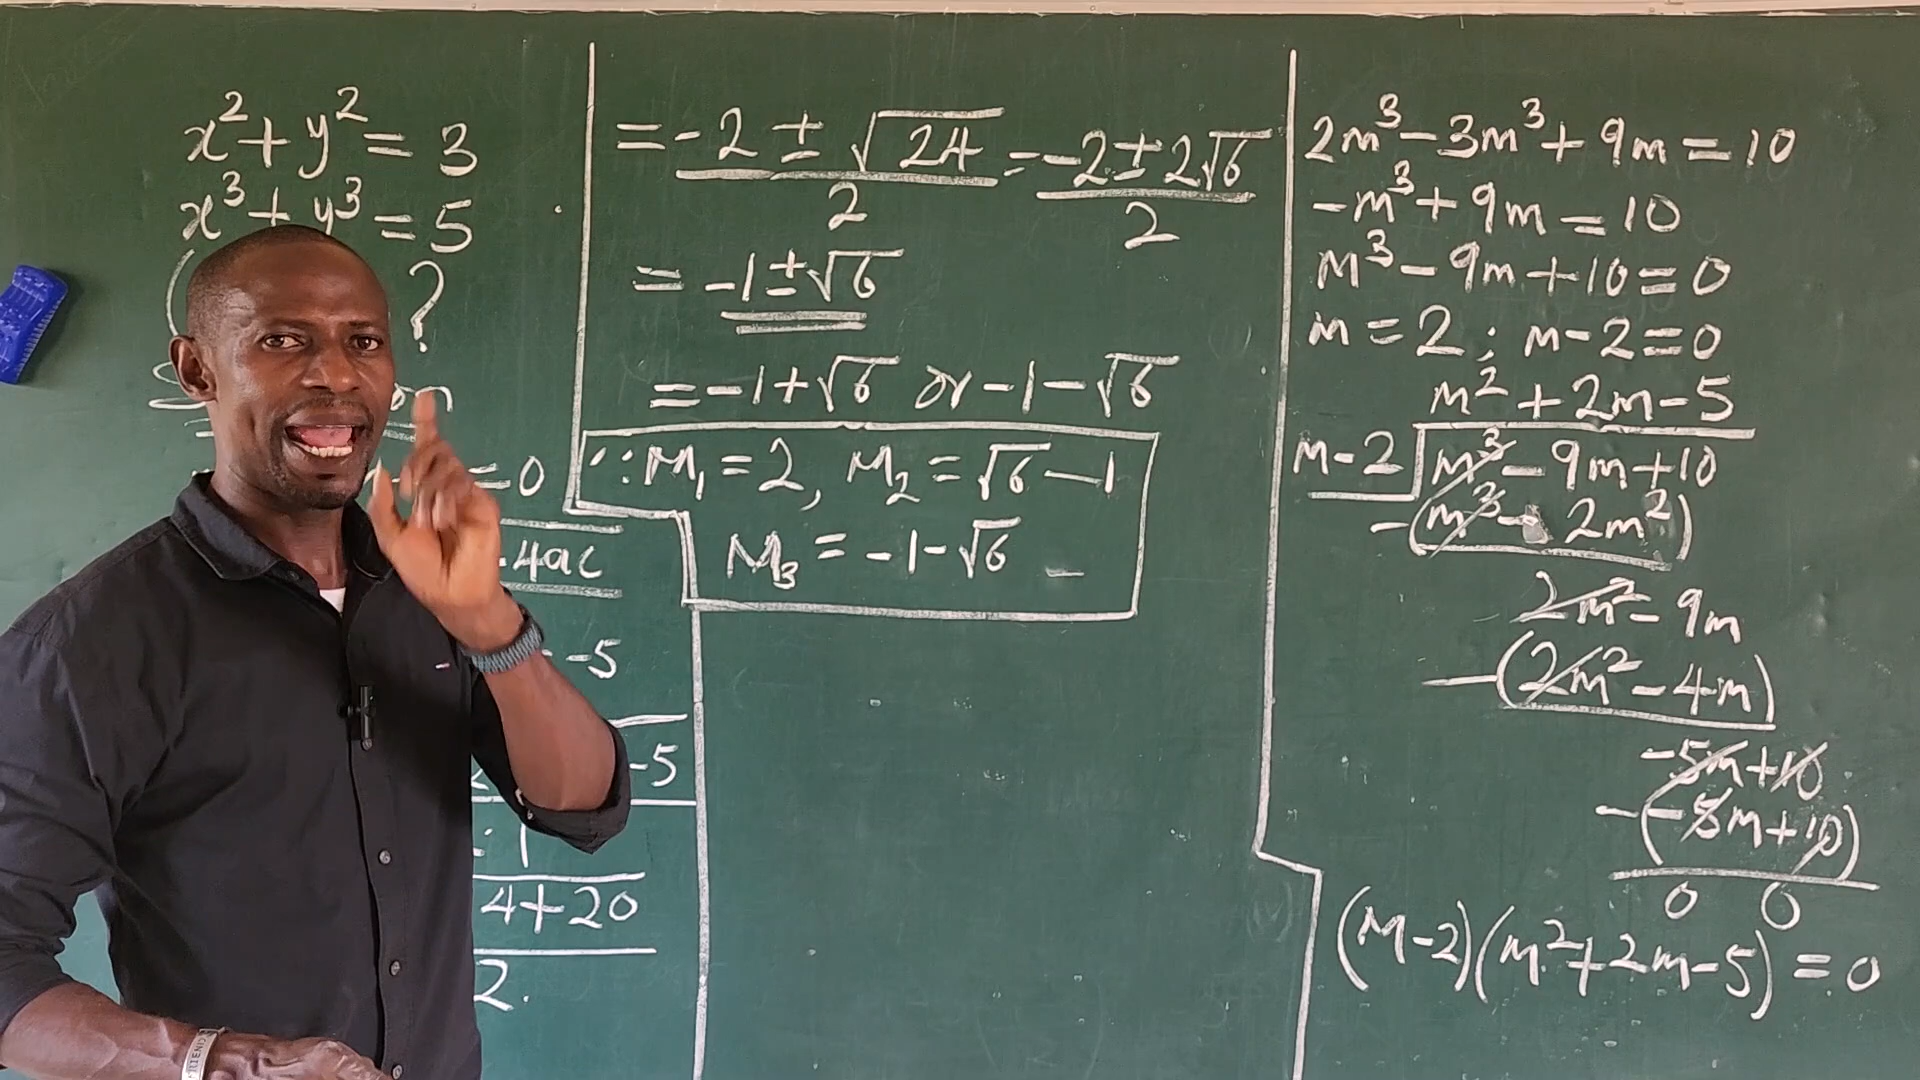 x² + y² = 3
x³ + y³ = 5
( ?
= 0
-4ac
-5
-5
: 1
4+20
2.
= -2 ± √24 / 2 = -2 ± 2√6 / 2
= -1 ± √6
= -1 + √6 or -1 - √6
∵ M₁ = 2, M₂ = √6 - 1
M₃ = -1 - √6
2m³ - 3m³ + 9m = 10
-m³ + 9m = 10
m³ - 9m + 10 = 0
m = 2 ; m - 2 = 0
m² + 2m - 5
m-2 | m³ - 9m + 10
-(m³ - 2m²)
2m² - 9m
-(2m² - 4m)
-5m + 10
-(-5m + 10)
0 0
(m-2)(m² + 2m - 5) = 0